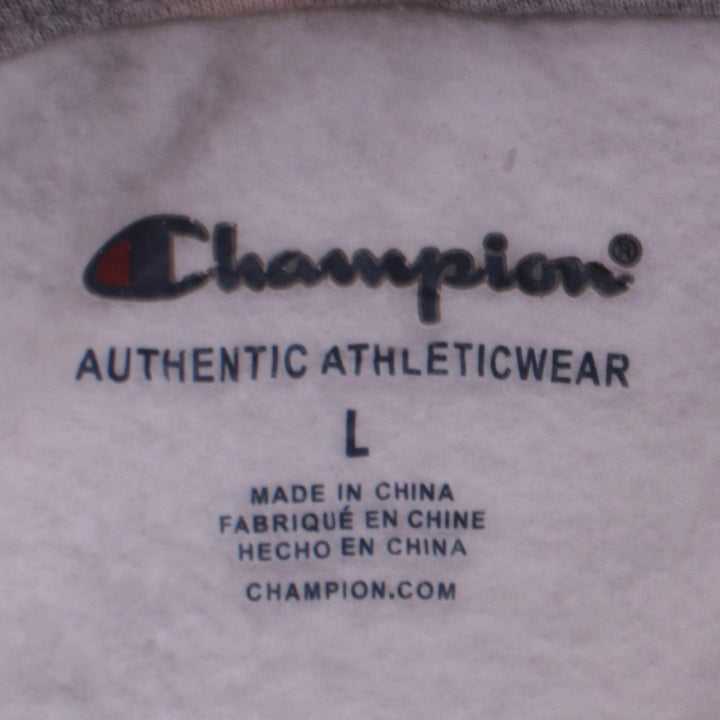 Champion®
AUTHENTIC ATHLETICWEAR
L
MADE IN CHINA
FABRIQUÉ EN CHINE
HECHO EN CHINA
CHAMPION.COM